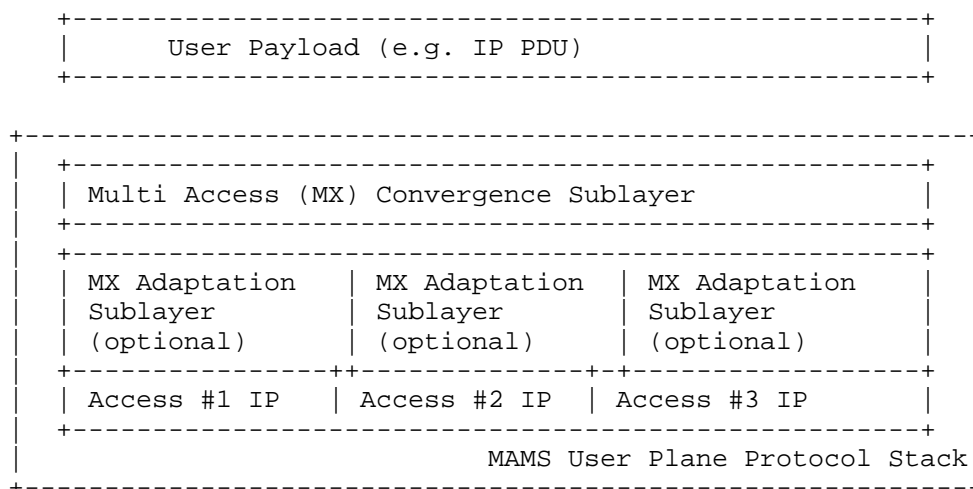 User Payload (e.g. IP PDU)
Multi Access (MX) Convergence Sublayer
MX Adaptation | MX Adaptation | MX Adaptation
Sublayer | Sublayer | Sublayer
(optional) | (optional) | (optional)
Access #1 IP | Access #2 IP | Access #3 IP
MAMS User Plane Protocol Stack